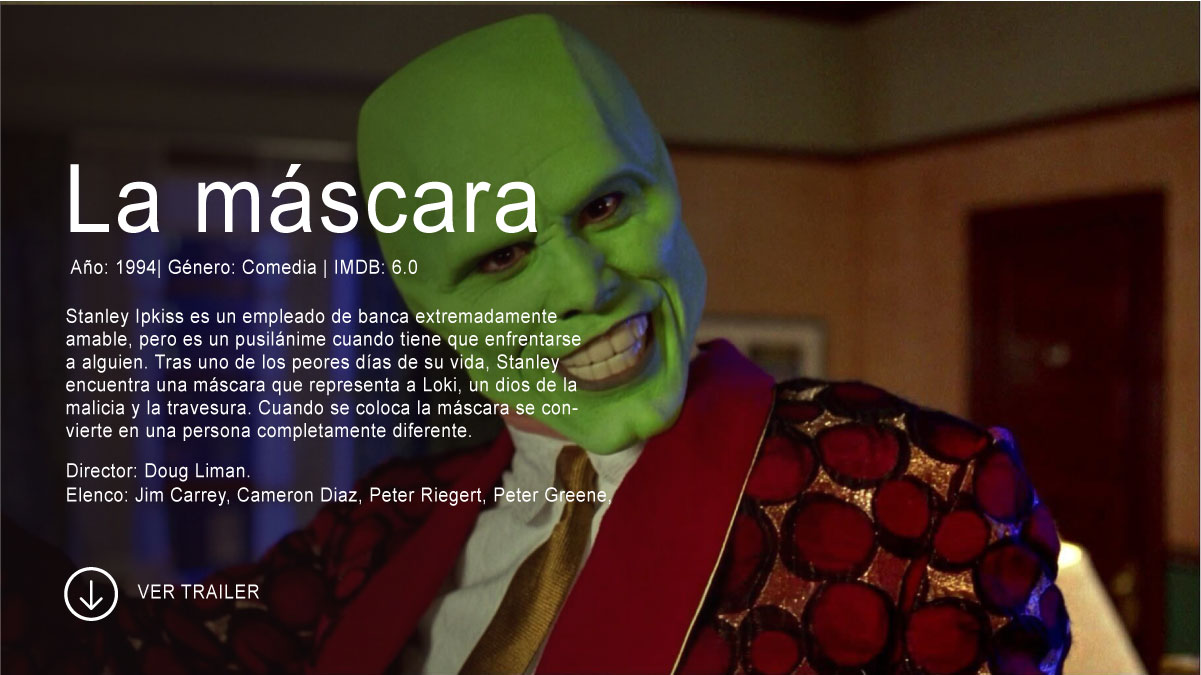 La máscara
Año: 1994| Género: Comedia | IMDB: 6.0
Stanley Ipkiss es un empleado de banca extremadamente
amable, pero es un pusilánime cuando tiene que enfrentarse
a alguien. Tras uno de los peores días de su vida, Stanley
encuentra una máscara que representa a Loki, un dios de la
malicia y la travesura. Cuando se coloca la máscara se con-
vierte en una persona completamente diferente.
Director: Doug Liman.
Elenco: Jim Carrey, Cameron Diaz, Peter Riegert, Peter Greene,
VER TRAILER